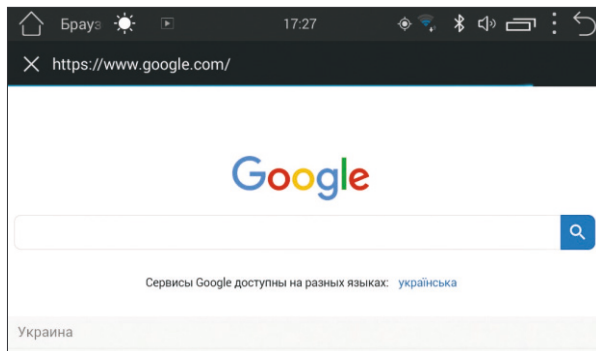 Брауз 17:27
https://www.google.com/
Google
Сервисы Google доступны на разных языках: українська
Украина